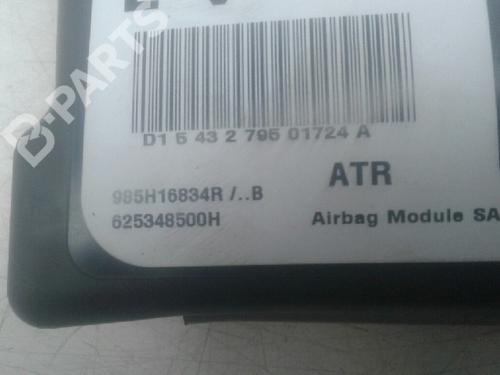 B-PARTS
D1 5 43 2 795 01724 A
985H16834R /..B
ATR
625348500H
Airbag Module SA